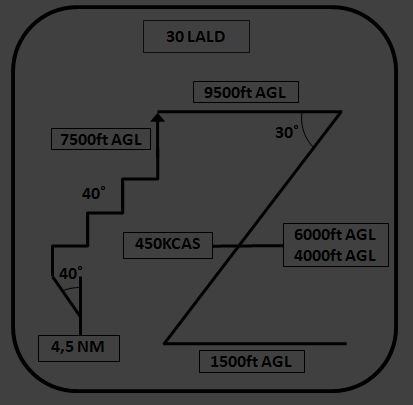 30 LALD
9500ft AGL
7500ft AGL
30°
40°
450KCAS
6000ft AGL
4000ft AGL
40°
4,5 NM
1500ft AGL